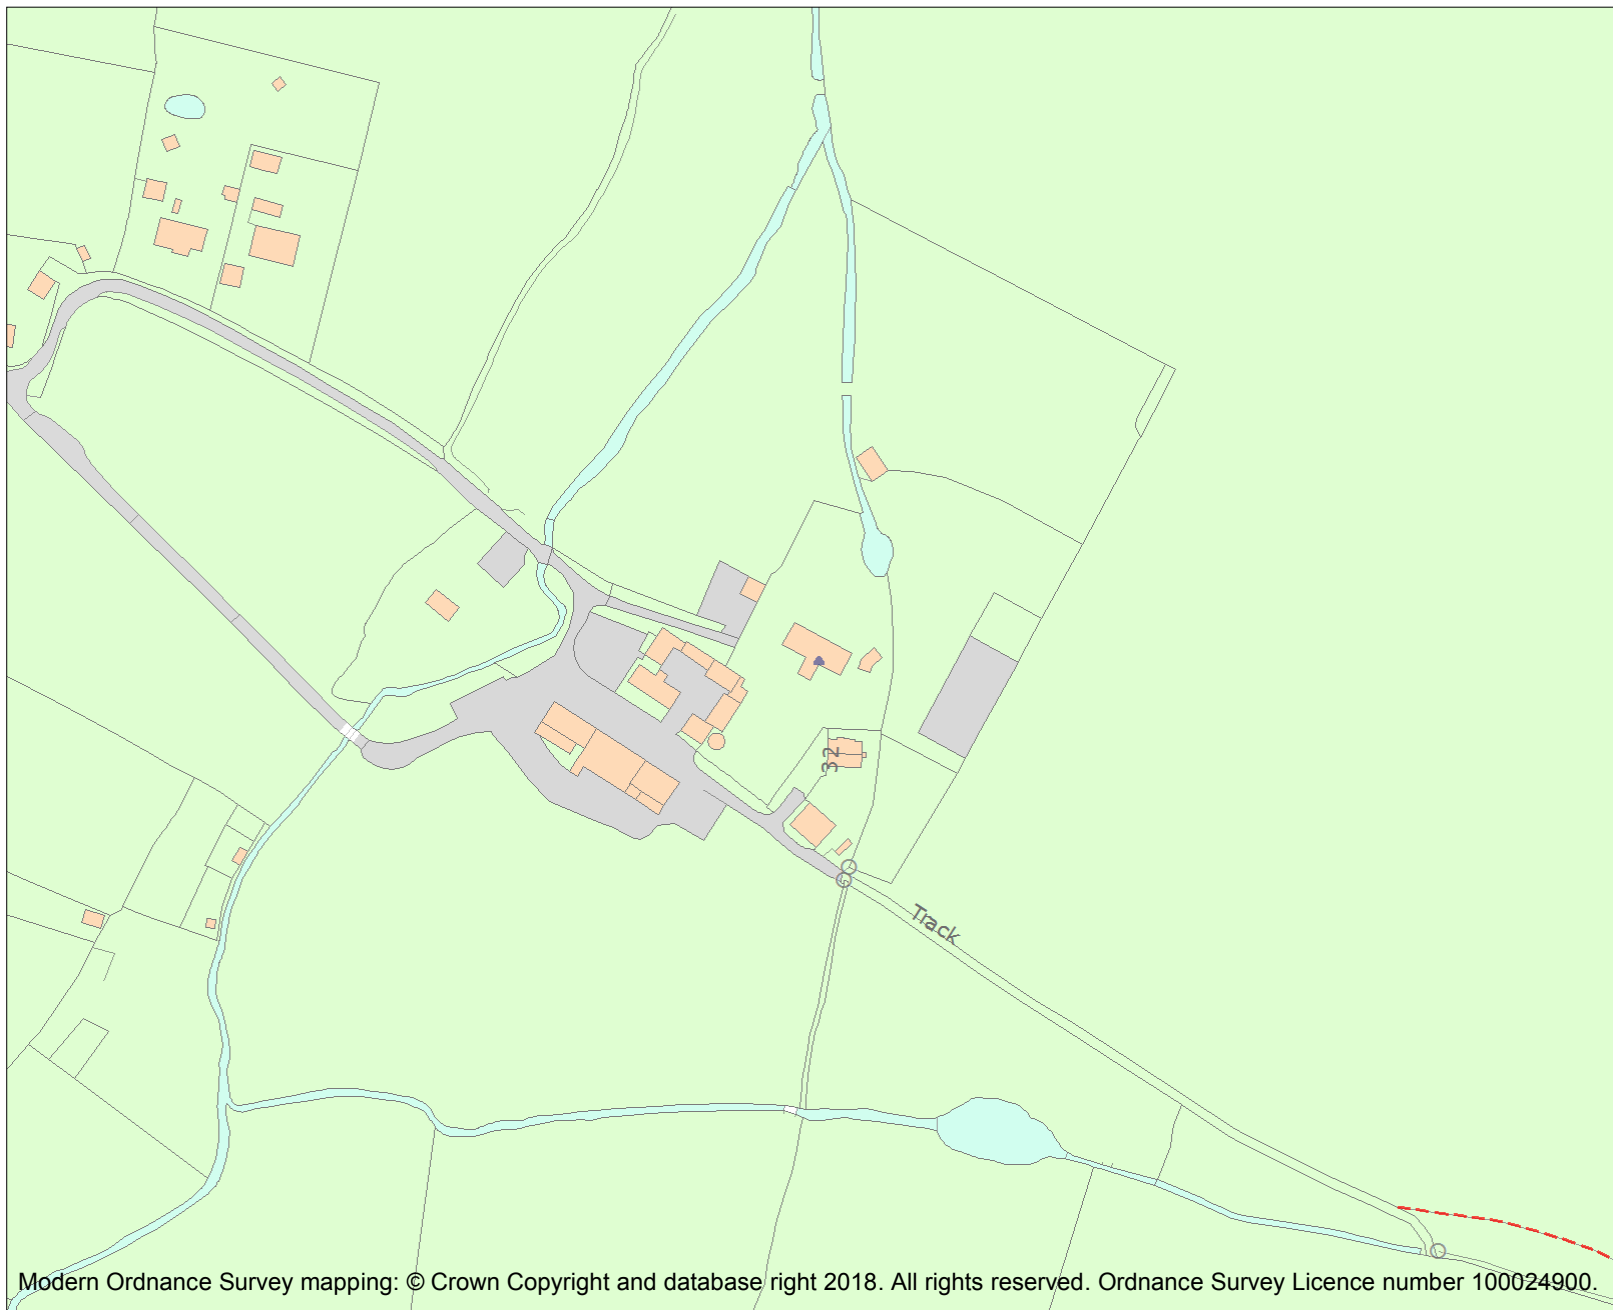 32
Track
Modern Ordnance Survey mapping: © Crown Copyright and database right 2018. All rights reserved. Ordnance Survey Licence number 100024900.